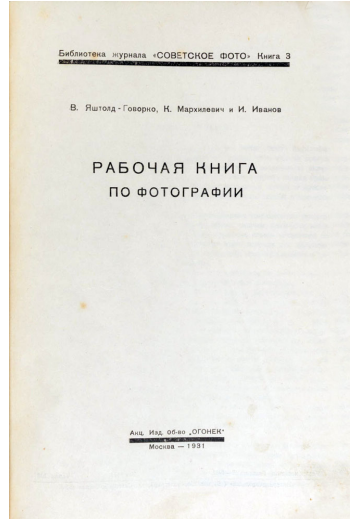 Библиотека журнала «СОВЕТСКОЕ ФОТО» Книга 3
В. Яштолд-Говорко, К. Мархилевич и И. Иванов
РАБОЧАЯ КНИГА
ПО ФОТОГРАФИИ
Акц. Изд. Об-во „ОГОНЕК"
Москва — 1931